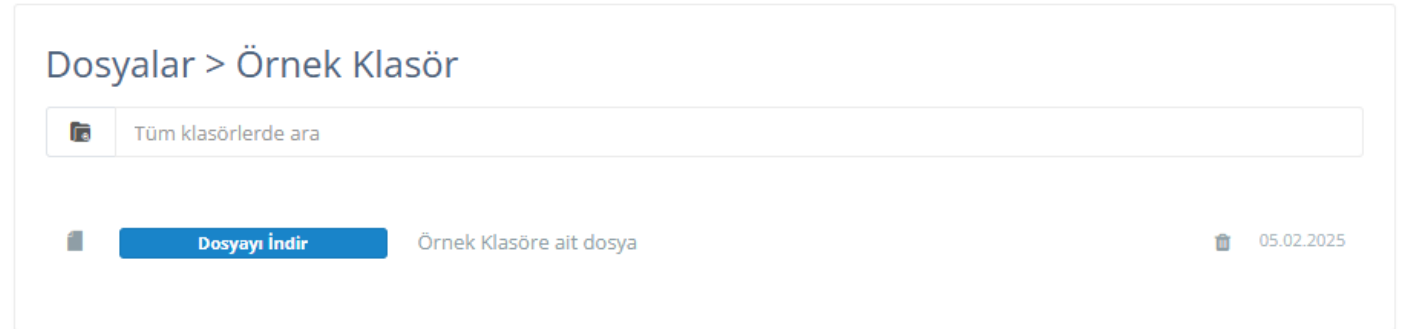 Dosyalar > Örnek Klasör
Tüm klasörlerde ara
Dosyayı İndir Örnek Klasöre ait dosya 05.02.2025